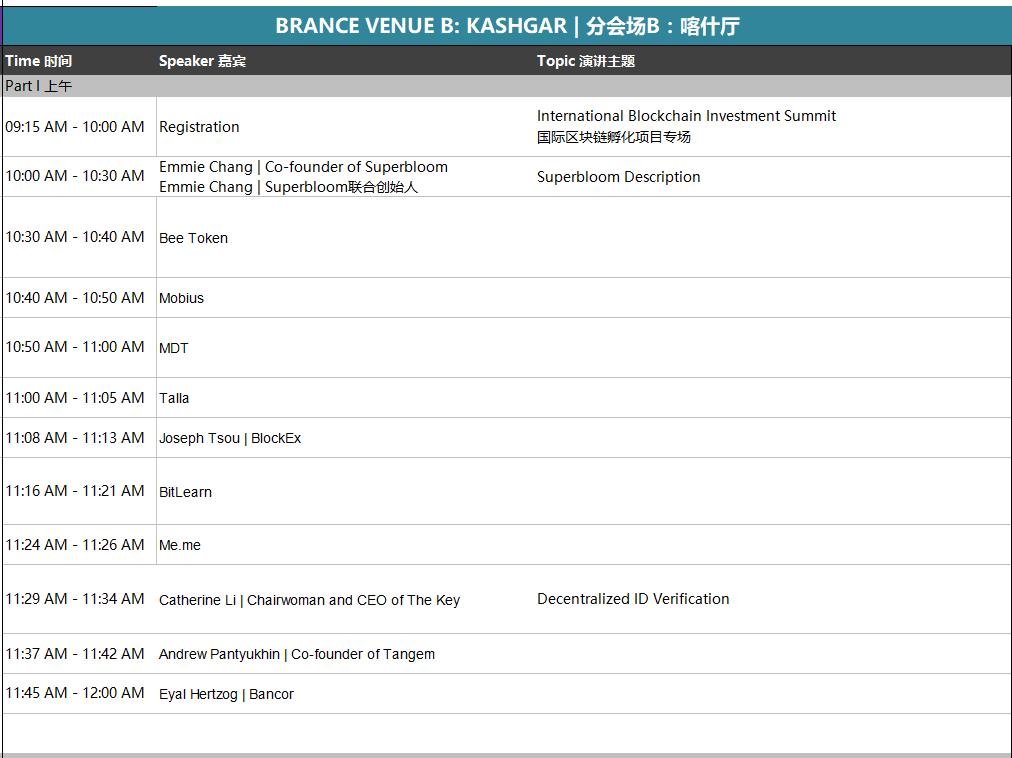 BRANCE VENUE B: KASHGAR | 分会场B：喀什厅
Time 时间 Speaker 嘉宾 Topic 演讲主题
Part I 上午
09:15 AM - 10:00 AM Registration International Blockchain Investment Summit
国际区块链孵化项目专场
10:00 AM - 10:30 AM Emmie Chang | Co-founder of Superbloom
Emmie Chang | Superbloom联合创始人 Superbloom Description
10:30 AM - 10:40 AM Bee Token
10:40 AM - 10:50 AM Mobius
10:50 AM - 11:00 AM MDT
11:00 AM - 11:05 AM Talla
11:08 AM - 11:13 AM Joseph Tsou | BlockEx
11:16 AM - 11:21 AM BitLearn
11:24 AM - 11:26 AM Me.me
11:29 AM - 11:34 AM Catherine Li | Chairwoman and CEO of The Key Decentralized ID Verification
11:37 AM - 11:42 AM Andrew Pantyukhin | Co-founder of Tangem
11:45 AM - 12:00 AM Eyal Hertzog | Bancor